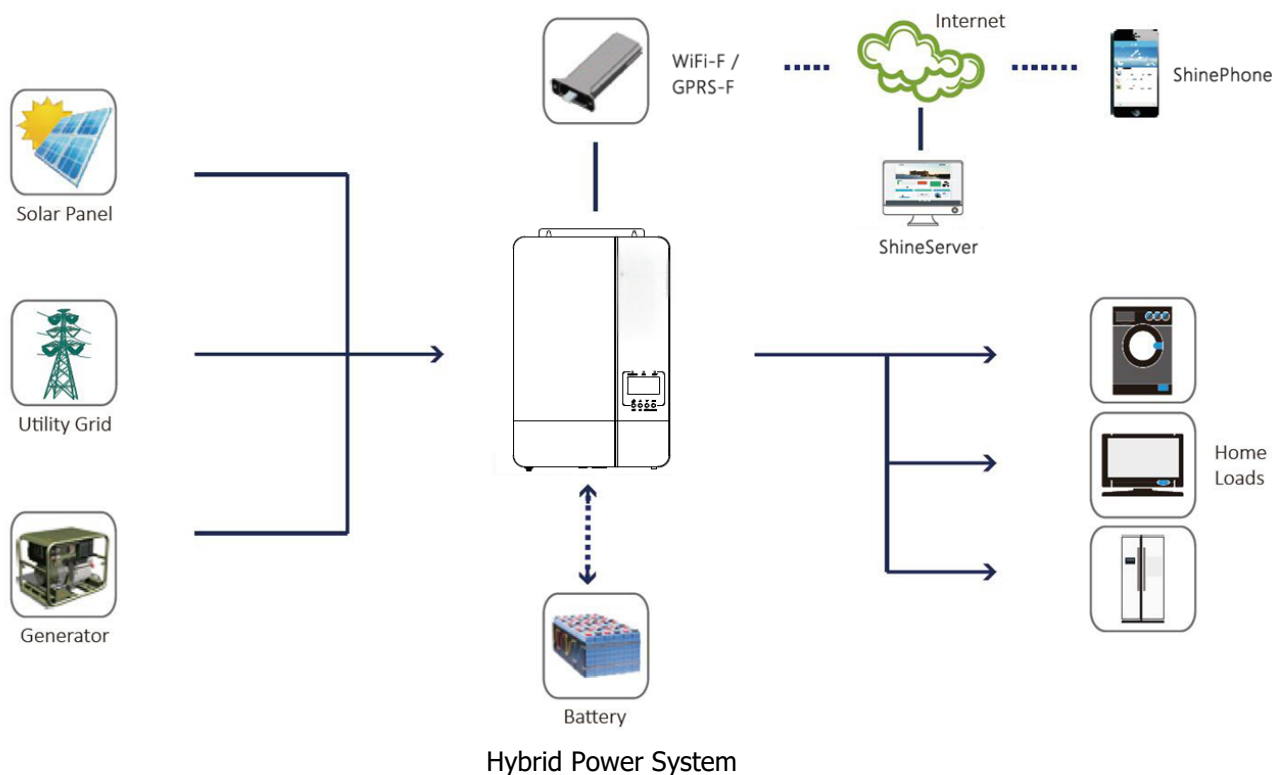 Internet
WiFi-F /
GPRS-F
ShinePhone
Solar Panel
ShineServer
Utility Grid
Home
Loads
Generator
Battery
Hybrid Power System